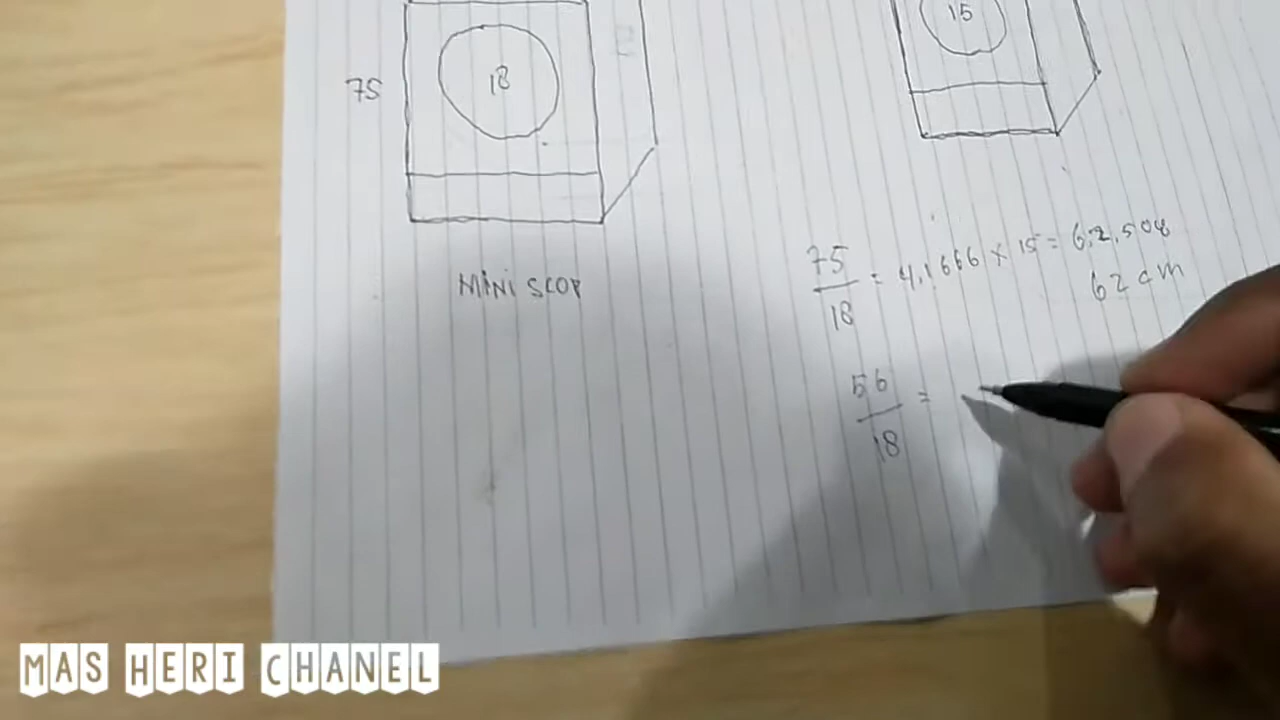 18
15
75
MiNi SCOP
75
18
= 4,1666 x 15 = 62,508
62 cm
56
18
=
MAS HERI CHANEL